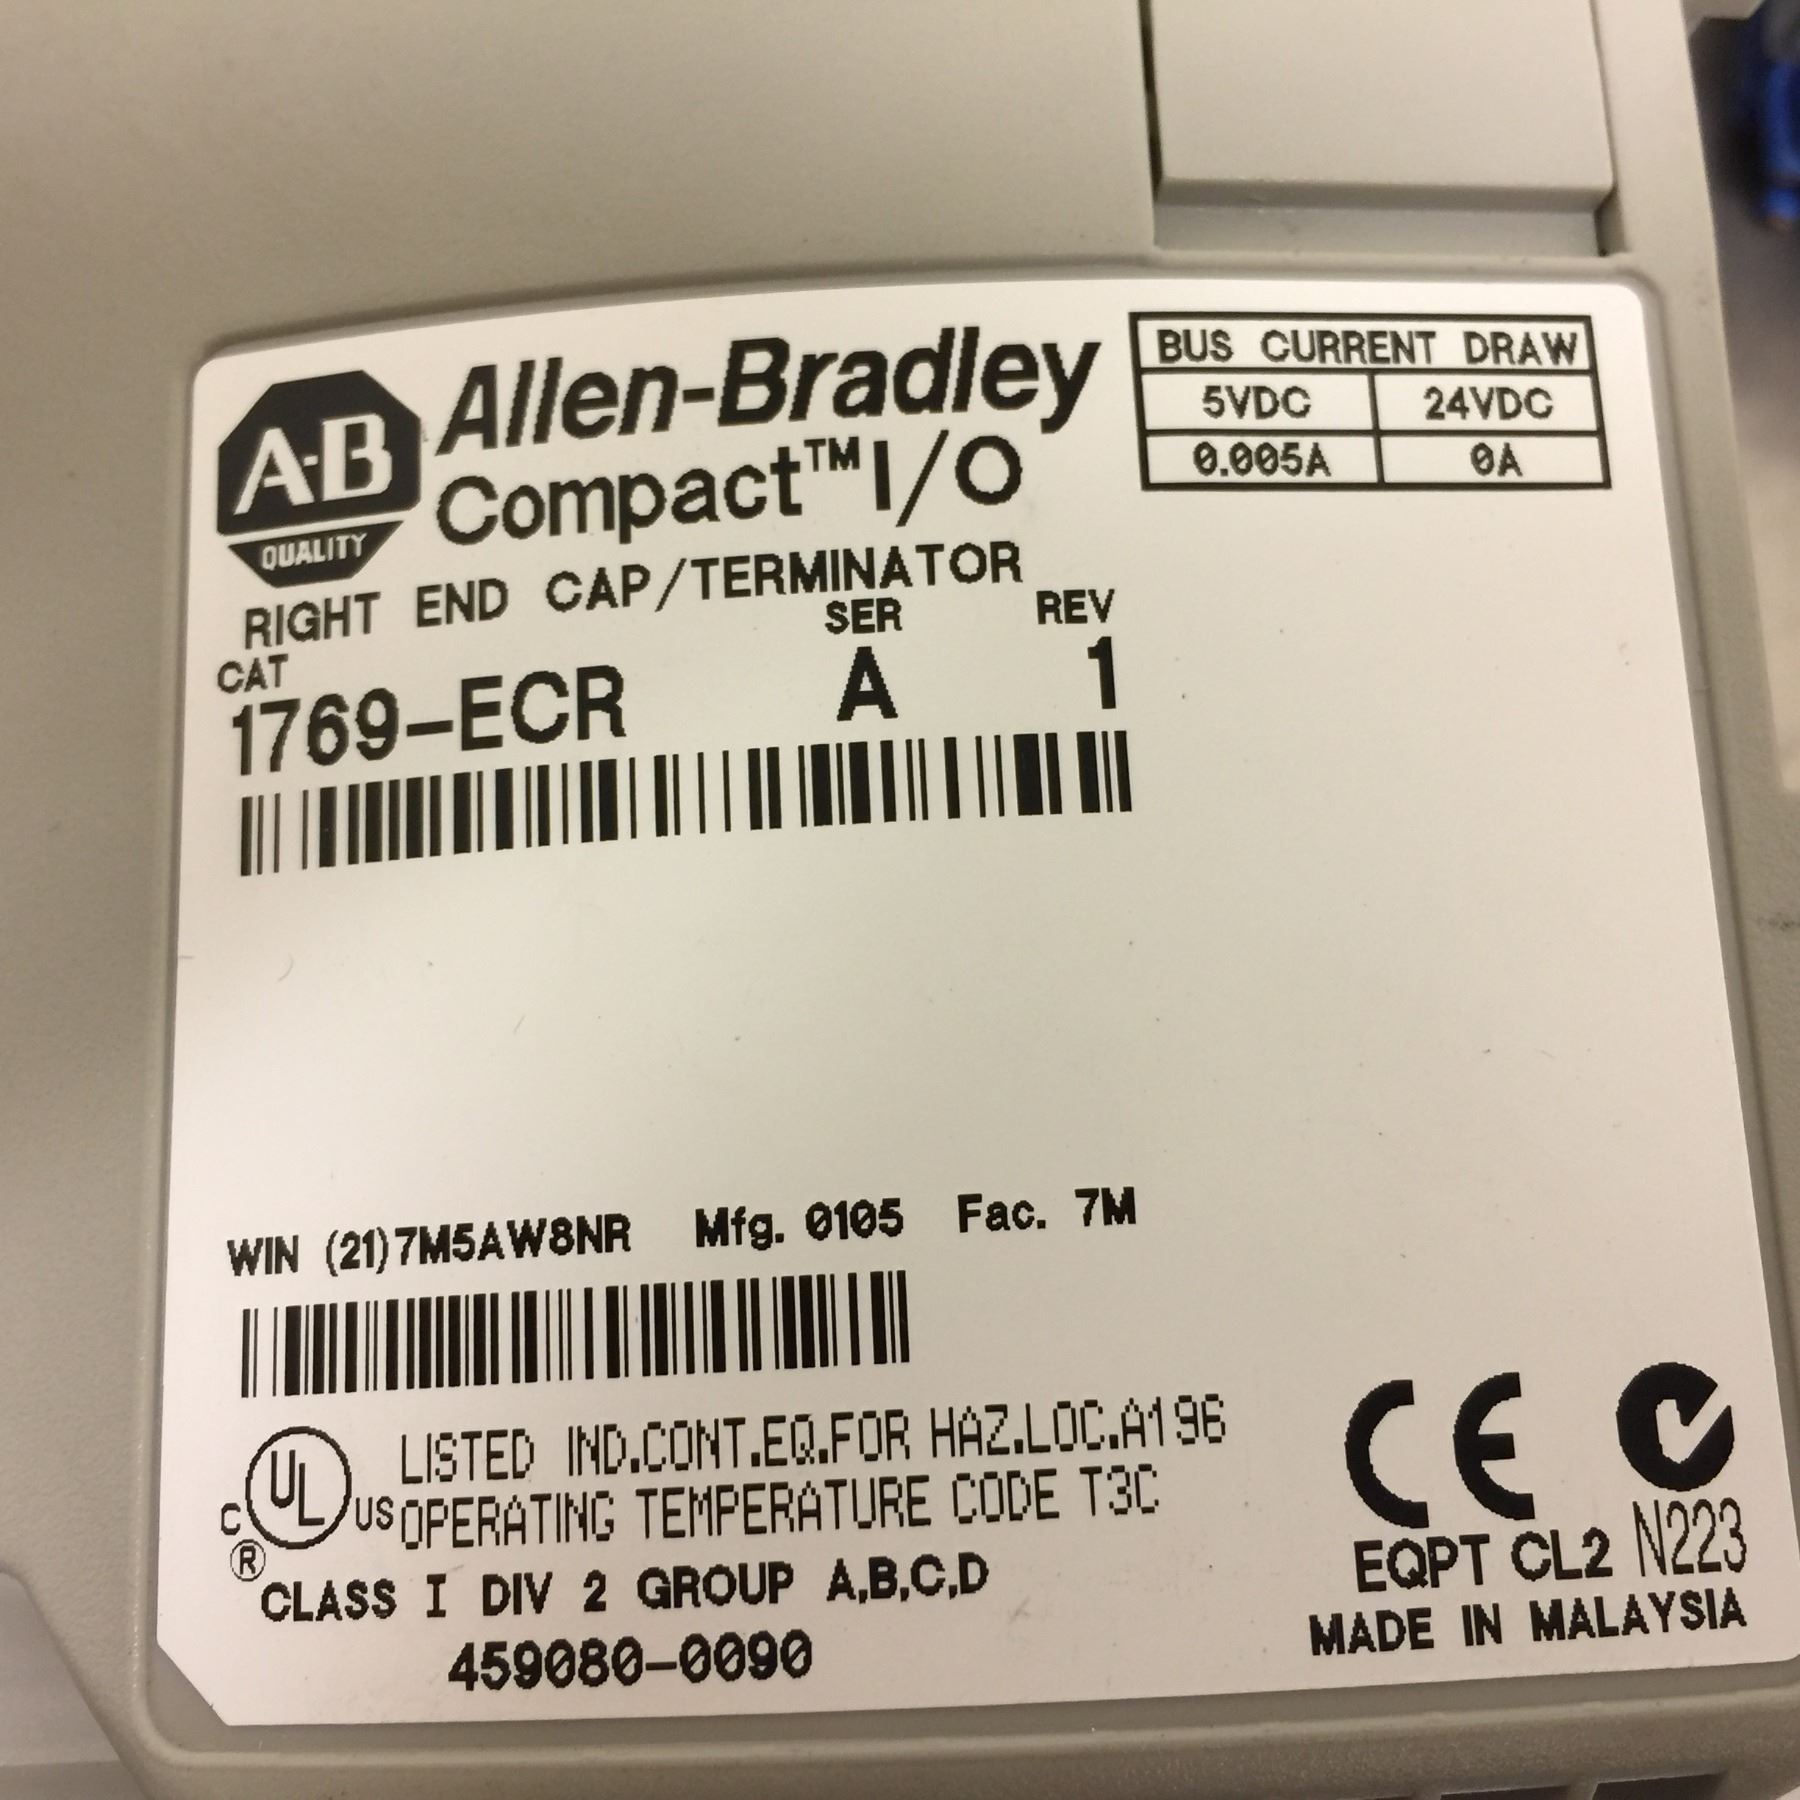 A-B
QUALITY
Allen-Bradley
Compact™ I/O
BUS CURRENT DRAW
5VDC 24VDC
0.005A 0A
RIGHT END CAP/TERMINATOR
CAT SER REV
1769-ECR A 1
WIN (21)7M5AW8NR Mfg. 0105 Fac. 7M
C UL US ®
LISTED IND.CONT.EQ.FOR HAZ.LOC.A196
OPERATING TEMPERATURE CODE T3C
CLASS I DIV 2 GROUP A,B,C,D
459080-0090
CE
EQPT CL2 N223
MADE IN MALAYSIA